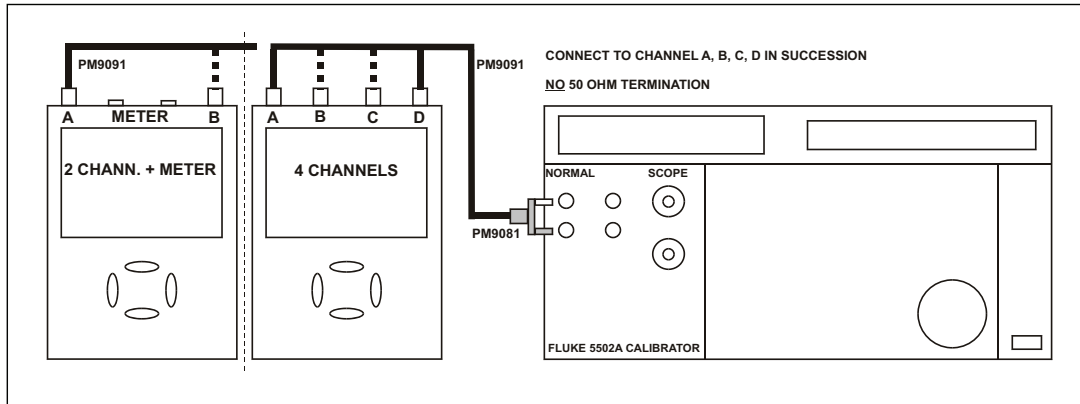 CONNECT TO CHANNEL A, B, C, D IN SUCCESSION
NO 50 OHM TERMINATION
PM9091
PM9091
A METER B
A B C D
2 CHANN. + METER
4 CHANNELS
NORMAL SCOPE
PM9081
FLUKE 5502A CALIBRATOR